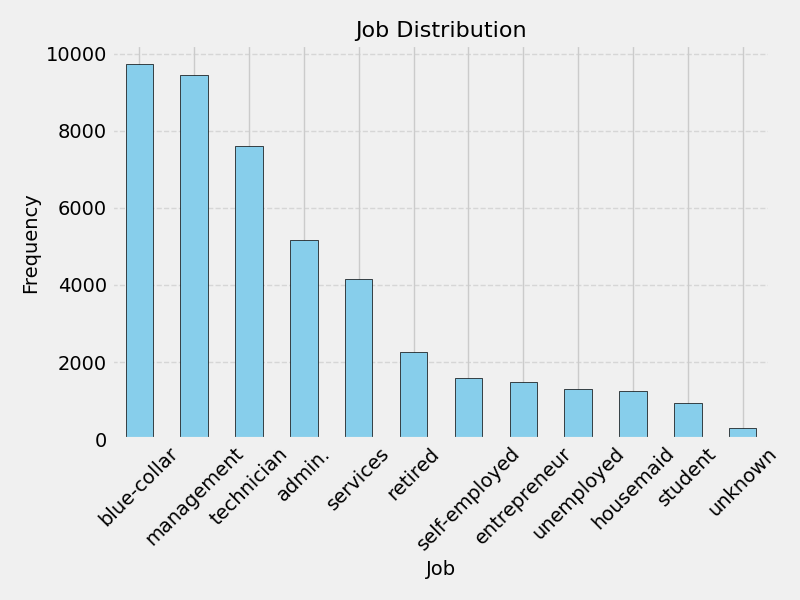 Job Distribution
10000
8000
6000
4000
2000
0
Frequency
blue-collar
management
technician
admin.
services
retired
self-employed
entrepreneur
unemployed
housemaid
student
unknown
Job